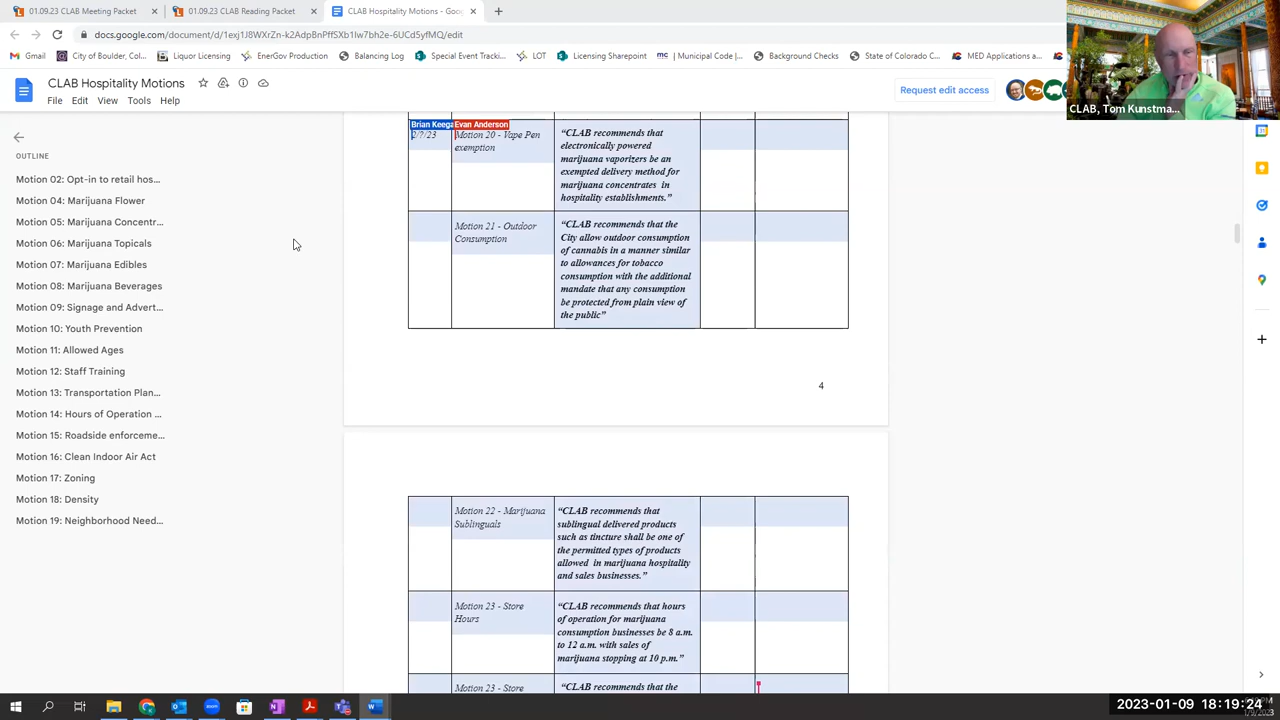 01.09.23 CLAB Meeting Packet
01.09.23 CLAB Reading Packet
CLAB Hospitality Motions - Goog
docs.google.com/document/d/1exj1J8WXrZn-k2AdpBnPffSXb1Iw7bh2e-6UCd5yfMQ/edit
Gmail
City of Boulder, Col...
Liquor Licensing
EnerGov Production
Balancing Log
Special Event Tracki...
LOT
Licensing Sharepoint
| Municipal Code |...
Background Checks
State of Colorado C...
MED Applications a
CLAB, Tom Kunstma...
CLAB Hospitality Motions
File Edit View Tools Help
Request edit access
OUTLINE
Motion 02: Opt-in to retail hos...
Motion 04: Marijuana Flower
Motion 05: Marijuana Concentr...
Motion 06: Marijuana Topicals
Motion 07: Marijuana Edibles
Motion 08: Marijuana Beverages
Motion 09: Signage and Advert...
Motion 10: Youth Prevention
Motion 11: Allowed Ages
Motion 12: Staff Training
Motion 13: Transportation Plan...
Motion 14: Hours of Operation ...
Motion 15: Roadside enforceme...
Motion 16: Clean Indoor Air Act
Motion 17: Zoning
Motion 18: Density
Motion 19: Neighborhood Need...
Brian Keega
Evan Anderson
2/?/23
Motion 20 - Vape Pen
exemption
“CLAB recommends that
electronically powered
marijuana vaporizers be an
exempted delivery method for
marijuana concentrates in
hospitality establishments.”
Motion 21 - Outdoor
Consumption
“CLAB recommends that the
City allow outdoor consumption
of cannabis in a manner similar
to allowances for tobacco
consumption with the additional
mandate that any consumption
be protected from plain view of
the public”
4
Motion 22 - Marijuana
Sublinguals
“CLAB recommends that
sublingual delivered products
such as tincture shall be one of
the permitted types of products
allowed in marijuana hospitality
and sales businesses.”
Motion 23 - Store
Hours
“CLAB recommends that hours
of operation for marijuana
consumption businesses be 8 a.m.
to 12 a.m. with sales of
marijuana stopping at 10 p.m.”
Motion 23 - Store
“CLAB recommends that the
2023-01-09 18:19:24